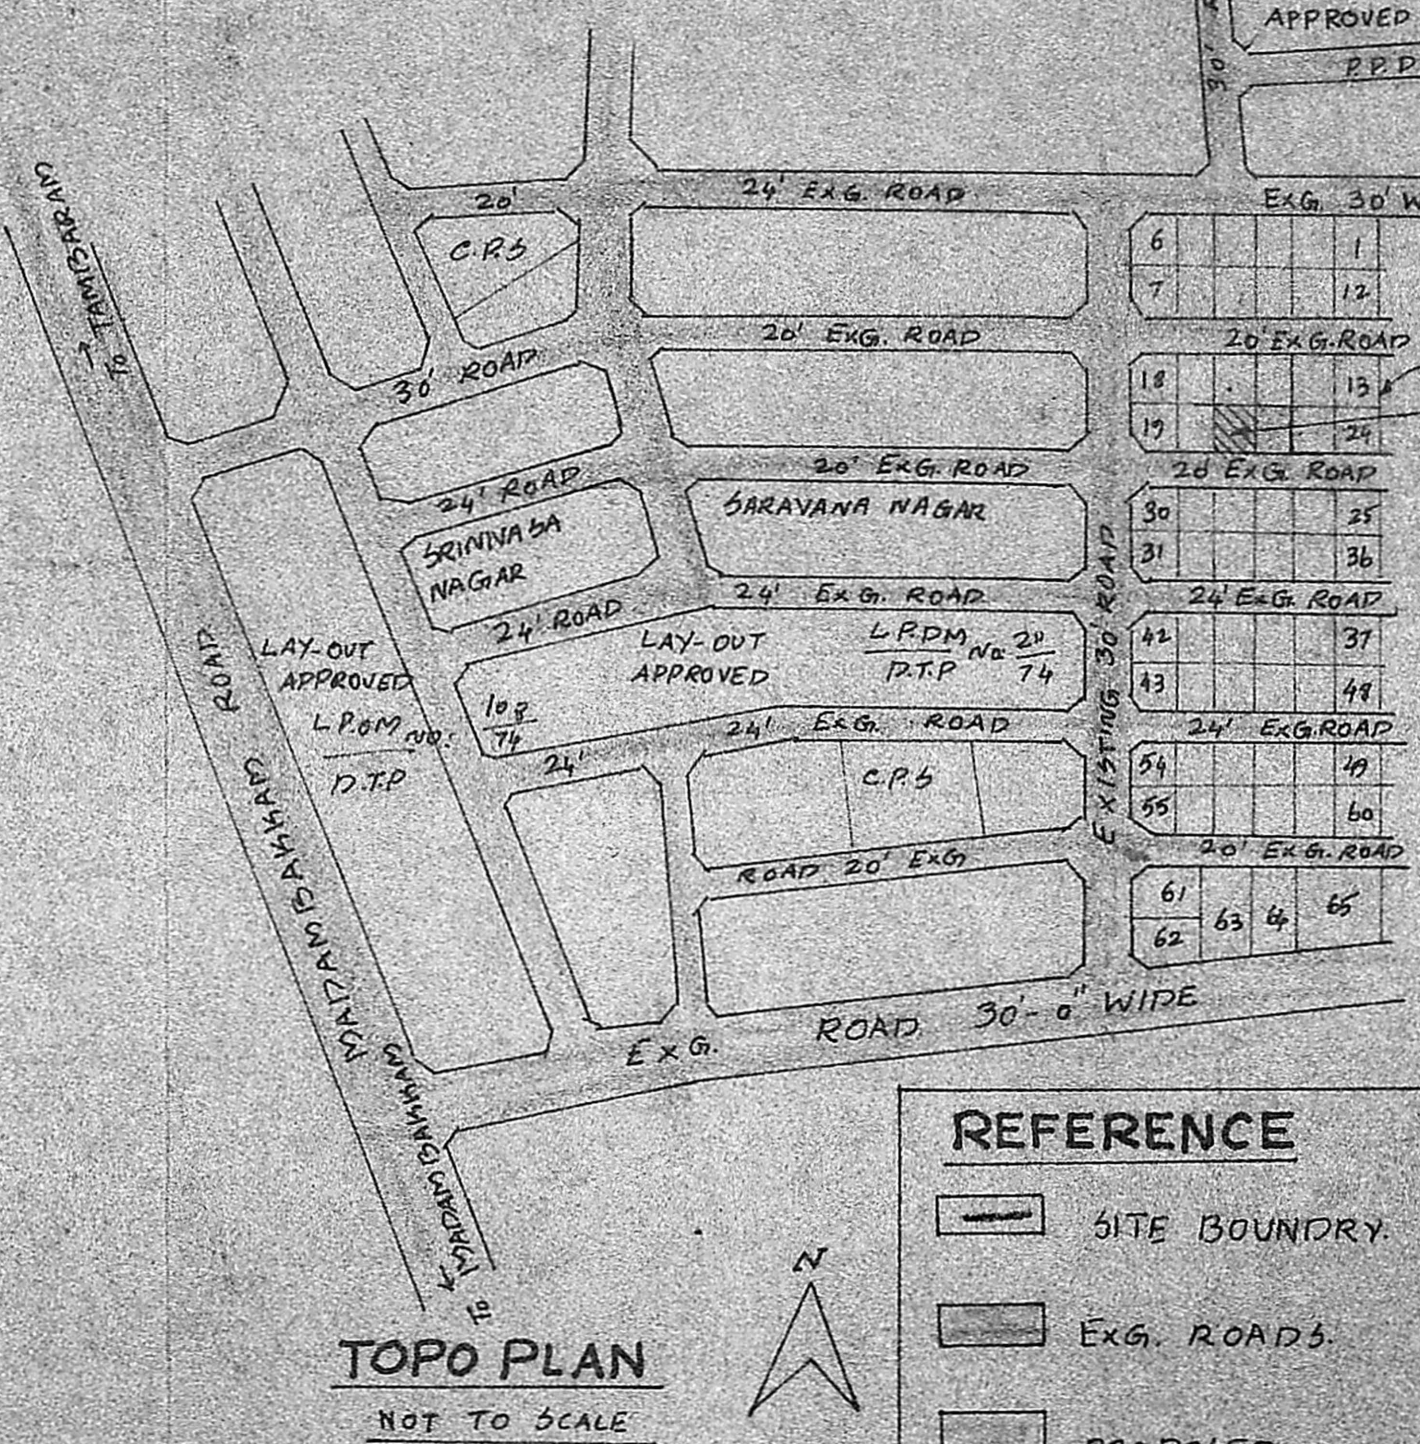 APPROVED
30'
P.P.D
TO TAMBARAM
20'
24' EXG. ROAD
EXG. 30' W
C.P.S
6
1
7
12
30' ROAD
20' EXG. ROAD
20' EXG. ROAD
18
13
19
24
24' ROAD
20' EXG. ROAD
20' EXG. ROAD
SRINIVASA
NAGAR
SARAVANA NAGAR
30
25
31
36
24' ROAD
24' EXG. ROAD
24' EXG. ROAD
EXISTING 30' ROAD
LAY-OUT
APPROVED
L.P.DM NO:
D.T.P
108
74
LAY-OUT
APPROVED
L.P.DM
D.T.P
NO.
74
42
37
43
48
24'
24' EXG. ROAD
24' EXG. ROAD
C.P.S
54
49
55
60
ROAD 20' EXG
20' EXG. ROAD
61
62
63
64
65
MADAMBAKKAM ROAD
EXG. ROAD 30'-0" WIDE
TO MADAMBAKKAM
REFERENCE
SITE BOUNDRY.
EXG. ROADS.
N
TOPO PLAN
NOT TO SCALE